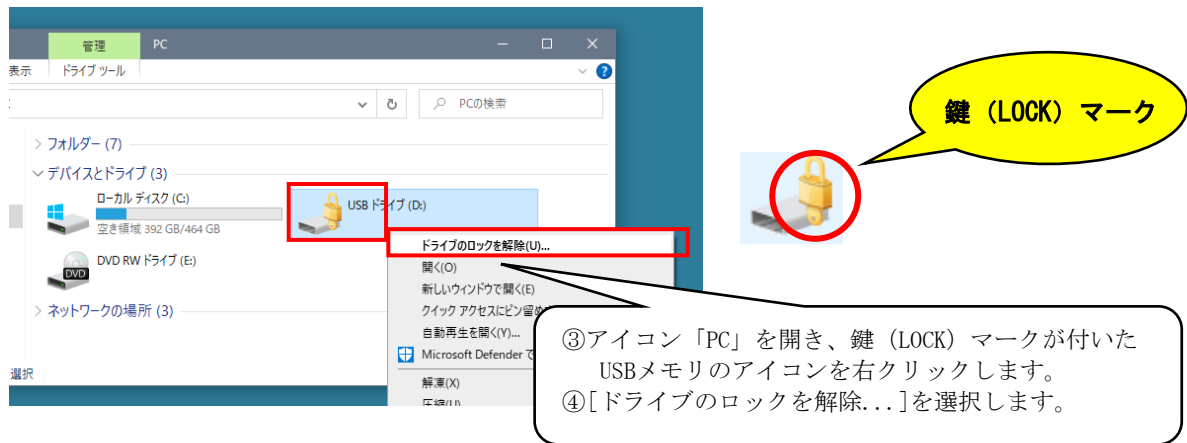 管理 PC
表示 ドライブ ツール
PCの検索
フォルダー (7)
デバイスとドライブ (3)
ローカル ディスク (C:)
空き領域 392 GB/464 GB
USB ドライブ (D:)
DVD RW ドライブ (E:)
DVD
ネットワークの場所 (3)
選択
ドライブのロックを解除(U)...
開く(O)
新しいウィンドウで開く(E)
クイック アクセスにピン留め
自動再生を開く(Y)...
Microsoft Defender で
解凍(X)
鍵（LOCK）マーク
③アイコン「PC」を開き、鍵（LOCK）マークが付いた
USBメモリのアイコンを右クリックします。
④[ドライブのロックを解除...]を選択します。